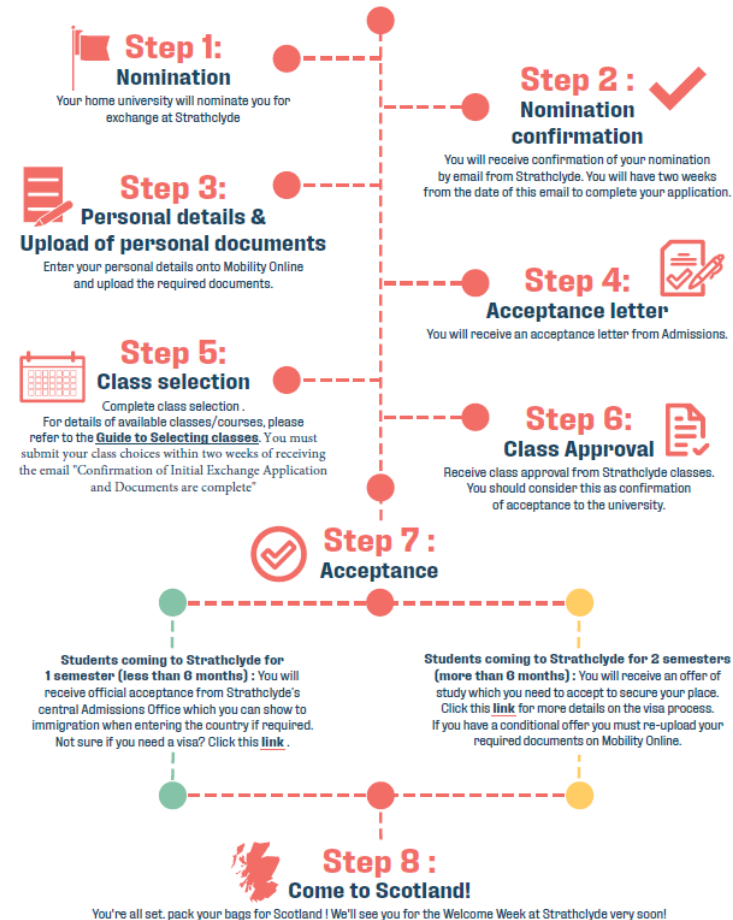 Step 1:
Nomination
Your home university will nominate you for
exchange at Strathclyde
Step 2 :
Nomination
confirmation
You will receive confirmation of your nomination
by email from Strathclyde. You will have two weeks
from the date of this email to complete your application.
Step 3:
Personal details &
Upload of personal documents
Enter your personal details onto Mobility Online
and upload the required documents.
Step 4:
Acceptance letter
You will receive an acceptance letter from Admissions.
Step 5:
Class selection
Complete class selection .
For details of available classes/courses, please
refer to the Guide to Selecting classes. You must
submit your class choices within two weeks of receiving
the email "Confirmation of Initial Exchange Application
and Documents are complete"
Step 6:
Class Approval
Receive class approval from Strathclyde classes.
You should consider this as confirmation
of acceptance to the university.
Step 7 :
Acceptance
Students coming to Strathclyde for
1 semester (less than 6 months) : You will
receive official acceptance from Strathclyde's
central Admissions Office which you can show to
immigration when entering the country if required.
Not sure if you need a visa? Click this link .
Students coming to Strathclyde for 2 semesters
(more than 6 months) : You will receive an offer of
study which you need to accept to secure your place.
Click this link for more details on the visa process.
If you have a conditional offer you must re-upload your
required documents on Mobility Online.
Step 8 :
Come to Scotland!
You're all set, pack your bags for Scotland ! We'll see you for the Welcome Week at Strathclyde very soon!